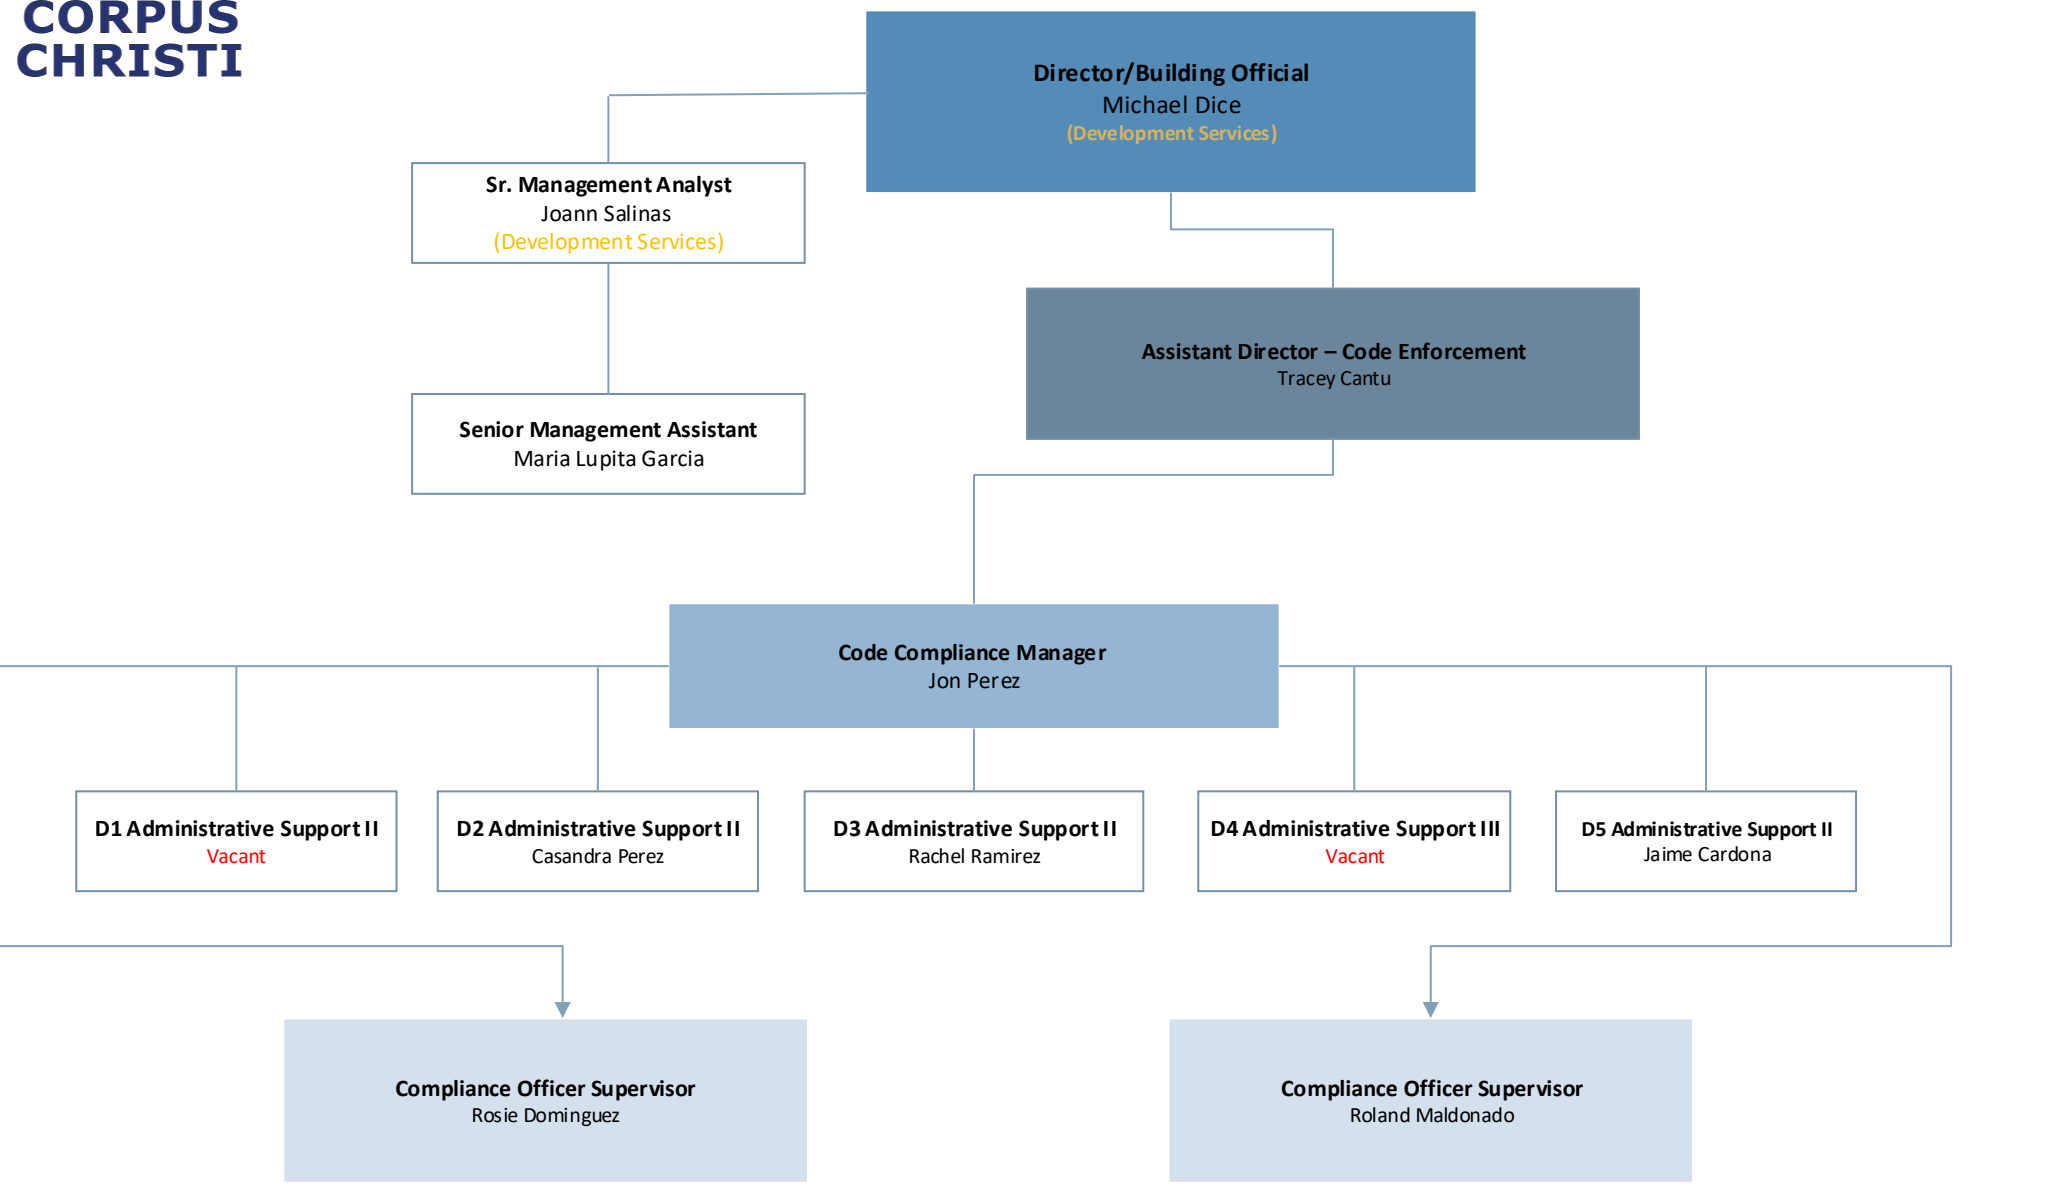 CORPUS
CHRISTI
Director/Building Official
Michael Dice
(Development Services)
Sr. Management Analyst
Joann Salinas
(Development Services)
Assistant Director – Code Enforcement
Tracey Cantu
Senior Management Assistant
Maria Lupita Garcia
Code Compliance Manager
Jon Perez
D1 Administrative Support II
Vacant
D2 Administrative Support II
Casandra Perez
D3 Administrative Support II
Rachel Ramirez
D4 Administrative Support III
Vacant
D5 Administrative Support II
Jaime Cardona
Compliance Officer Supervisor
Rosie Dominguez
Compliance Officer Supervisor
Roland Maldonado